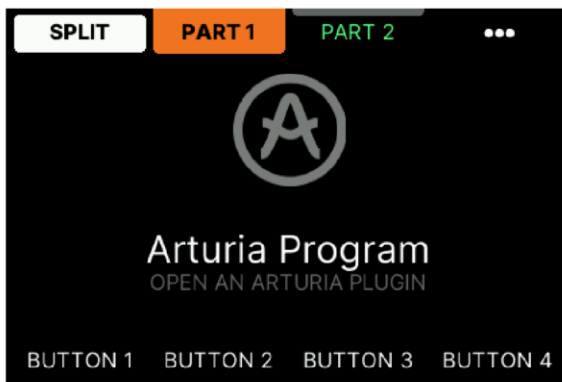 SPLIT PART 1 PART 2 •••
Arturia Program
OPEN AN ARTURIA PLUGIN
BUTTON 1 BUTTON 2 BUTTON 3 BUTTON 4